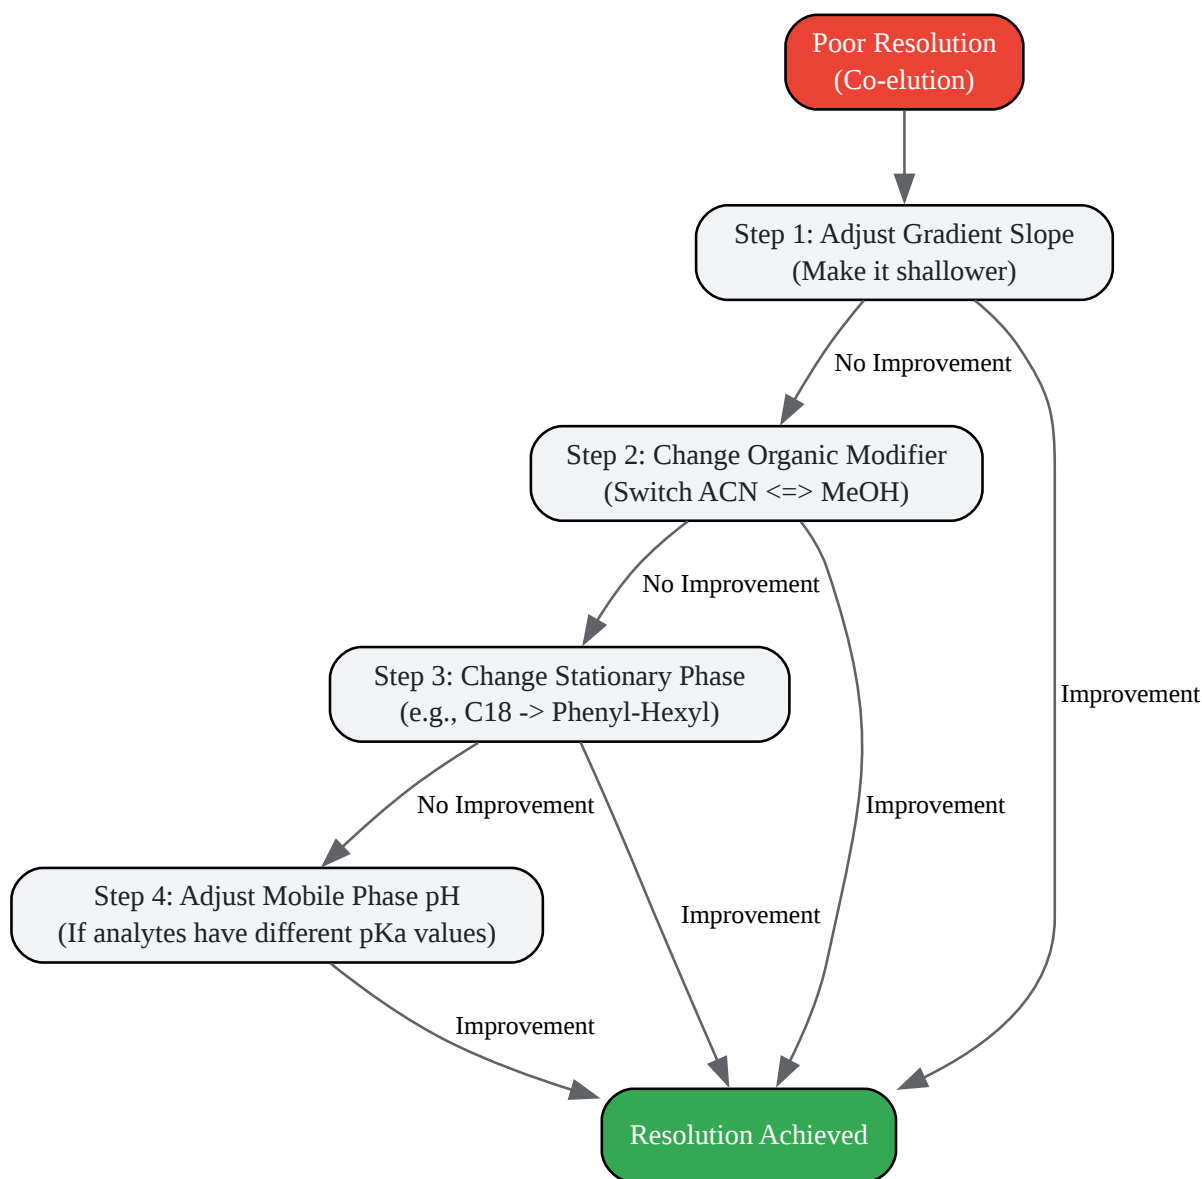 Poor Resolution
(Co-elution)
Step 1: Adjust Gradient Slope
(Make it shallower)
No Improvement
Step 2: Change Organic Modifier
(Switch ACN <=> MeOH)
No Improvement
Step 3: Change Stationary Phase
(e.g., C18 -> Phenyl-Hexyl)
Improvement
No Improvement
Improvement
Step 4: Adjust Mobile Phase pH
(If analytes have different pKa values)
Improvement
Improvement
Resolution Achieved